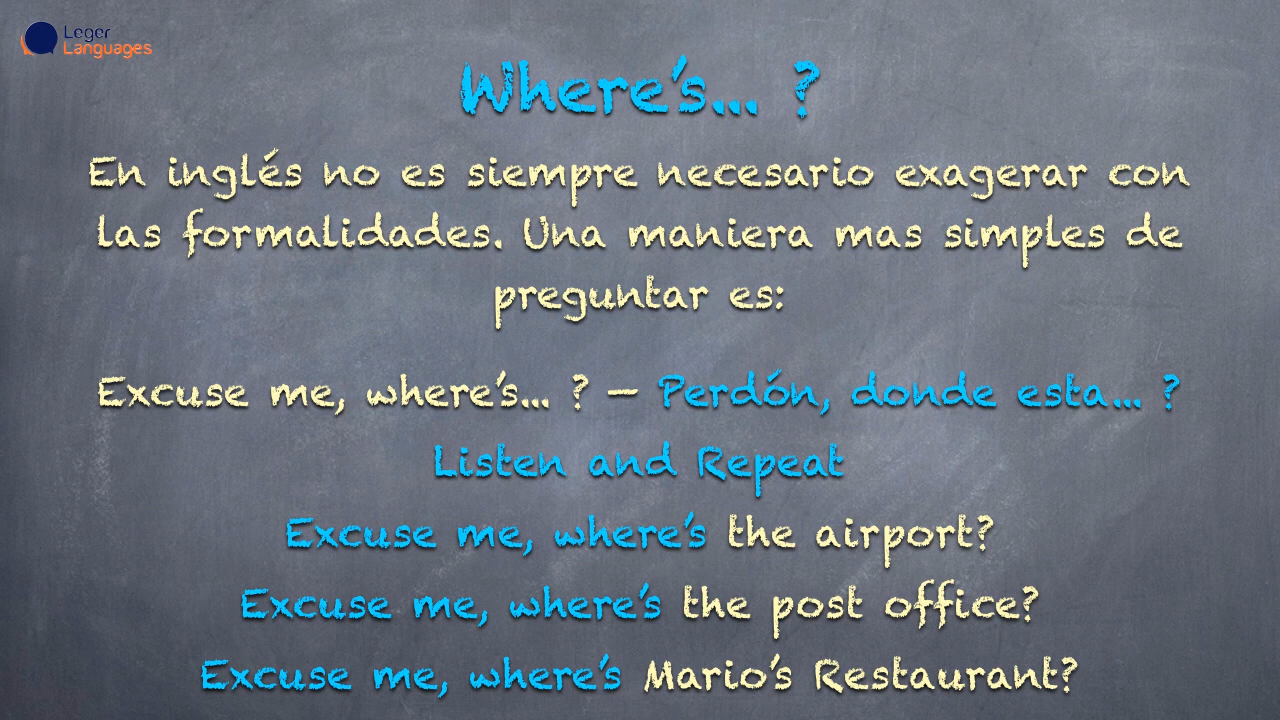 Leger
Languages
Where's... ?
En inglés no es siempre necesario exagerar con
las formalidades. Una maniera mas simples de
preguntar es:
Excuse me, where's... ? – Perdón, donde esta... ?
Listen and Repeat
Excuse me, where's the airport?
Excuse me, where's the post office?
Excuse me, where's Mario's Restaurant?